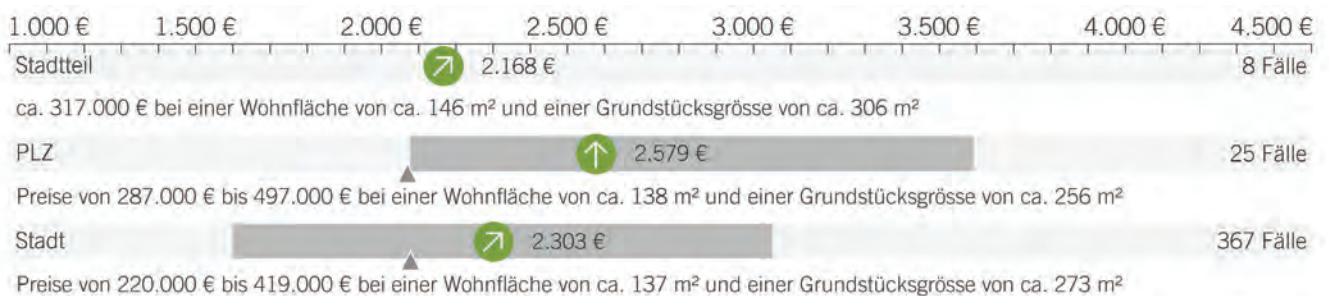 1.000 € 1.500 € 2.000 € 2.500 € 3.000 € 3.500 € 4.000 € 4.500 €
Stadtteil 2.168 € 8 Fälle
ca. 317.000 € bei einer Wohnfläche von ca. 146 m² und einer Grundstücksgrösse von ca. 306 m²
PLZ 2.579 € 25 Fälle
Preise von 287.000 € bis 497.000 € bei einer Wohnfläche von ca. 138 m² und einer Grundstücksgrösse von ca. 256 m²
Stadt 2.303 € 367 Fälle
Preise von 220.000 € bis 419.000 € bei einer Wohnfläche von ca. 137 m² und einer Grundstücksgrösse von ca. 273 m²